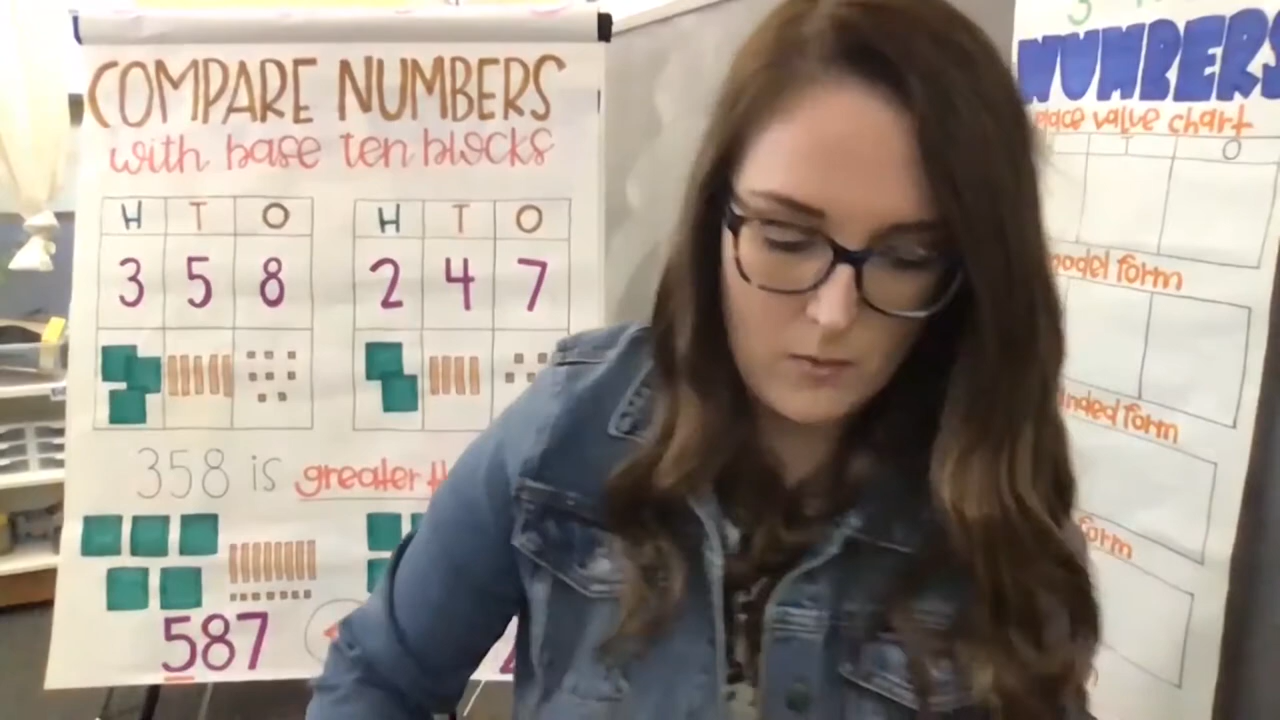 COMPARE NUMBERS
with base ten blocks
H T O H T O
3 5 8 2 4 7
358 is greater
587
NUMBERS
place value chart
O
model form
form
form